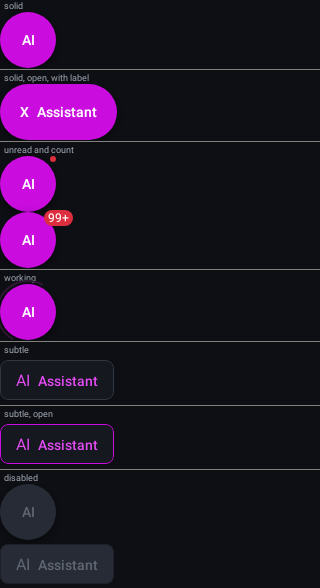 solid
AI
solid, open, with label
X Assistant
unread and count
AI
99+
AI
working
AI
subtle
AI Assistant
subtle, open
AI Assistant
disabled
AI
AI Assistant